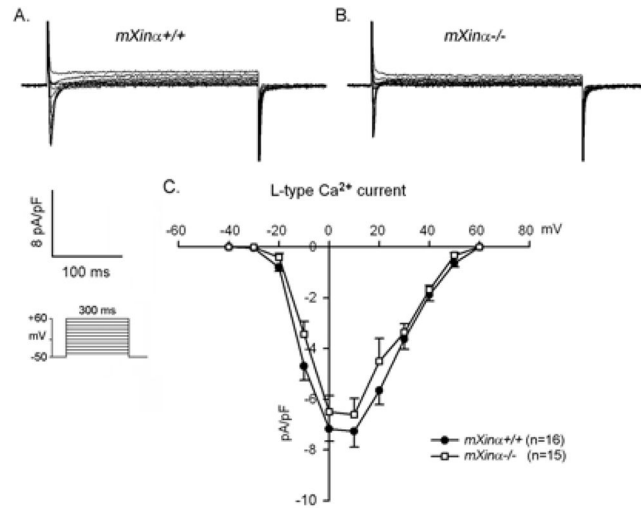 A.
mXinα+/+
B.
mXinα-/-
8 pA/pF
100 ms
300 ms
+60
mV
-50
C.
L-type Ca²⁺ current
-60 -40 -20 0 20 40 60 80
mV
0
-2
-4
-6
-8
-10
pA/pF
mXinα+/+ (n=16)
mXinα-/- (n=15)